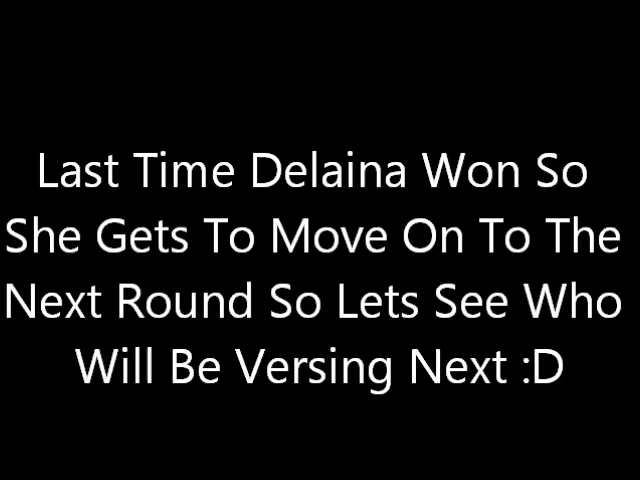 Last Time Delaina Won So
She Gets To Move On To The
Next Round So Lets See Who
Will Be Versing Next :D